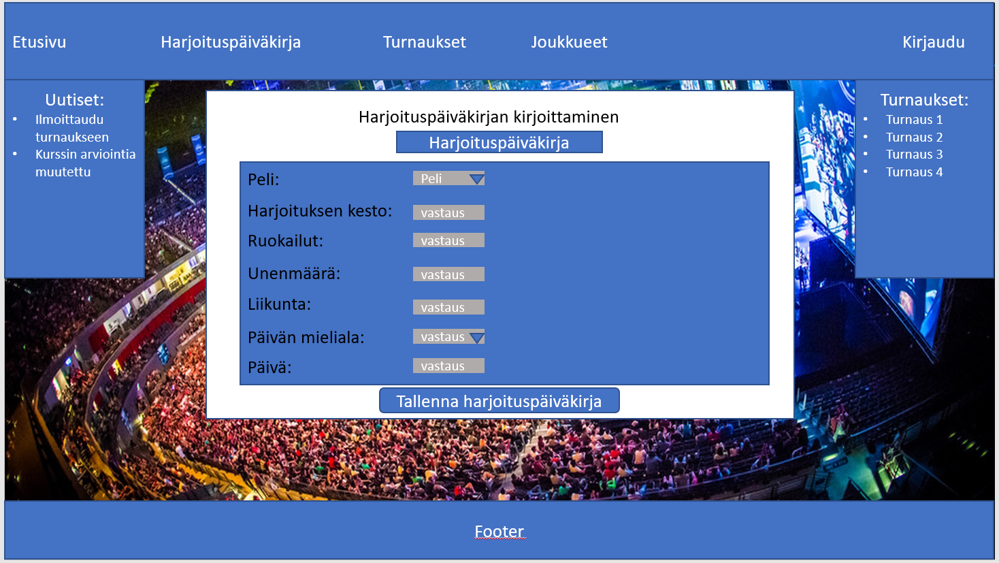 Etusivu
Harjoituspäiväkirja
Turnaukset
Joukkueet
Kirjaudu
Uutiset:
• Ilmoittaudu
turnaukseen
• Kurssin arviointia
muutettu
Harjoituspäiväkirjan kirjoittaminen
Harjoituspäiväkirja
Peli: Peli
Harjoituksen kesto: vastaus
Ruokailut: vastaus
Unenmäärä: vastaus
Liikunta: vastaus
Päivän mieliala: vastaus
Päivä: vastaus
Tallenna harjoituspäiväkirja
Turnaukset:
• Turnaus 1
• Turnaus 2
• Turnaus 3
• Turnaus 4
Footer